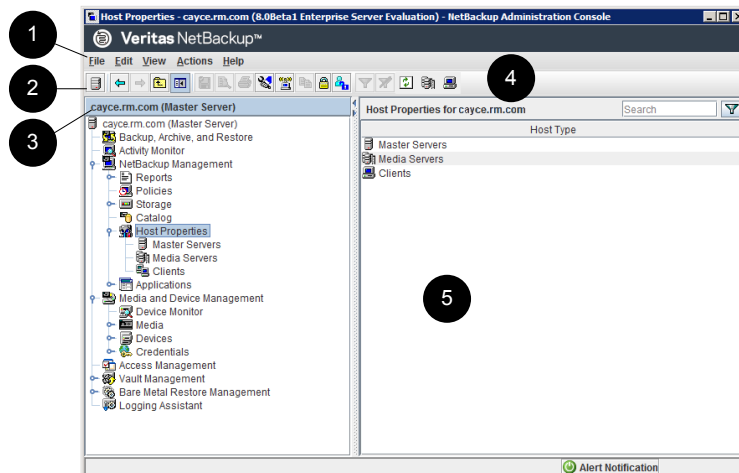 Host Properties - cayce.rm.com (8.0Beta1 Enterprise Server Evaluation) - NetBackup Administration Console
Veritas NetBackup™
1
File Edit View Actions Help
2
4
3
cayce.rm.com (Master Server)
Host Properties for cayce.rm.com
Search
cayce.rm.com (Master Server)
Backup, Archive, and Restore
Activity Monitor
NetBackup Management
Reports
Policies
Storage
Catalog
Host Properties
Master Servers
Media Servers
Clients
Applications
Media and Device Management
Device Monitor
Media
Devices
Credentials
Access Management
Vault Management
Bare Metal Restore Management
Logging Assistant
Host Type
Master Servers
Media Servers
Clients
5
Alert Notification